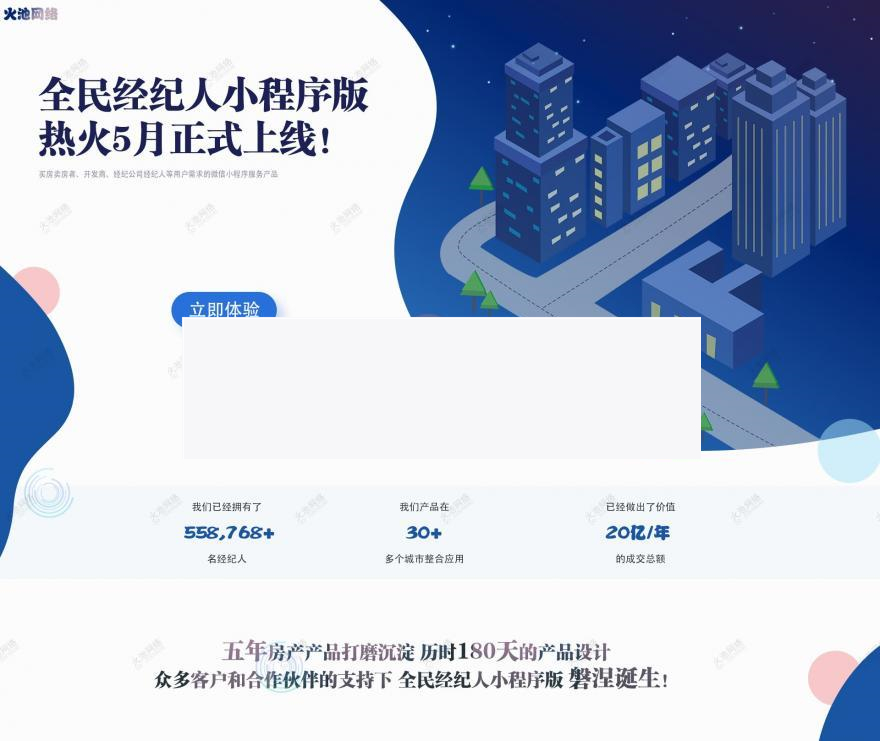 火池网络
全民经纪人小程序版
热火5月正式上线！
买房卖房者、开发商、经纪公司经纪人等用户需求的微信小程序服务产品
立即体验
我们已经拥有了
558,768+
名经纪人
我们产品在
30+
多个城市整合应用
已经做出了价值
20亿/年
的成交总额
五年房产产品打磨沉淀 历时180天的产品设计
众多客户和合作伙伴的支持下 全民经纪人小程序版 磐涅诞生！